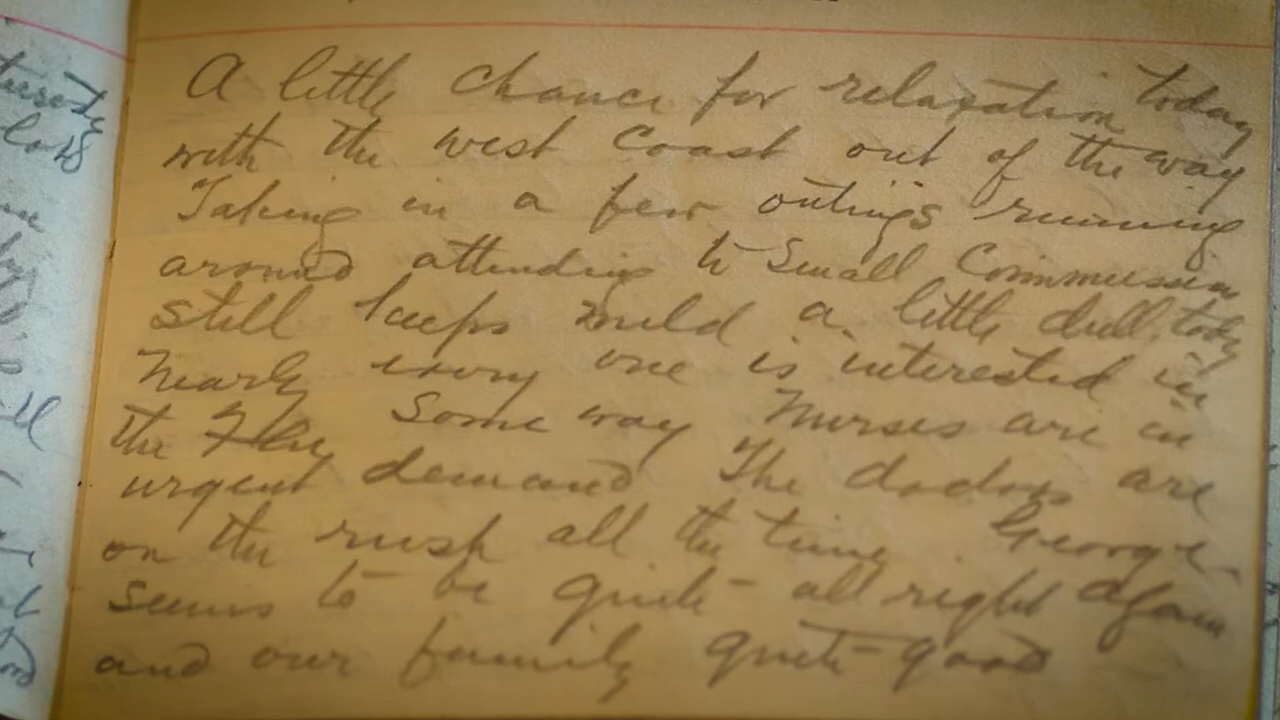 A little chance for relaxation today
with the west Coast out of the way
Taking in a few outings running
around attending to Small Commission
still keeps mild a little dull today
Nearly every one is interested in
the Flu Some way Nurses are in
urgent demand The doctors are
on the rush all the time. George
seems to be quite all right again
and our family quite good